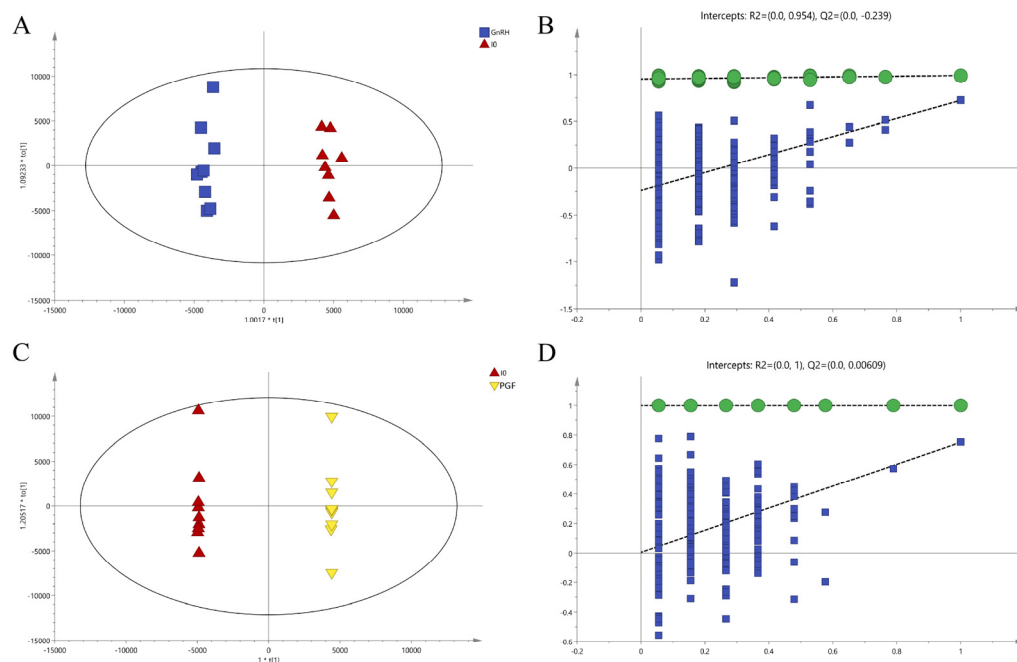 A
GnRH
I0
1.09233 * to[1]
10000
5000
0
-5000
-10000
-15000
-15000 -10000 -5000 0 5000 10000
1.0017 * t[1]
B
Intercepts: R2=(0.0, 0.954), Q2=(0.0, -0.239)
1.5
1
0.5
0
-0.5
-1
-1.5
-0.2 0 0.2 0.4 0.6 0.8 1
C
I0
PGF
1.20517 * to[1]
10000
5000
0
-5000
-10000
-15000
-15000 -10000 -5000 0 5000 10000
1 * t[1]
D
Intercepts: R2=(0.0, 1), Q2=(0.0, 0.00609)
1
0.8
0.6
0.4
0.2
0
-0.2
-0.4
-0.6
-0.2 0 0.2 0.4 0.6 0.8 1